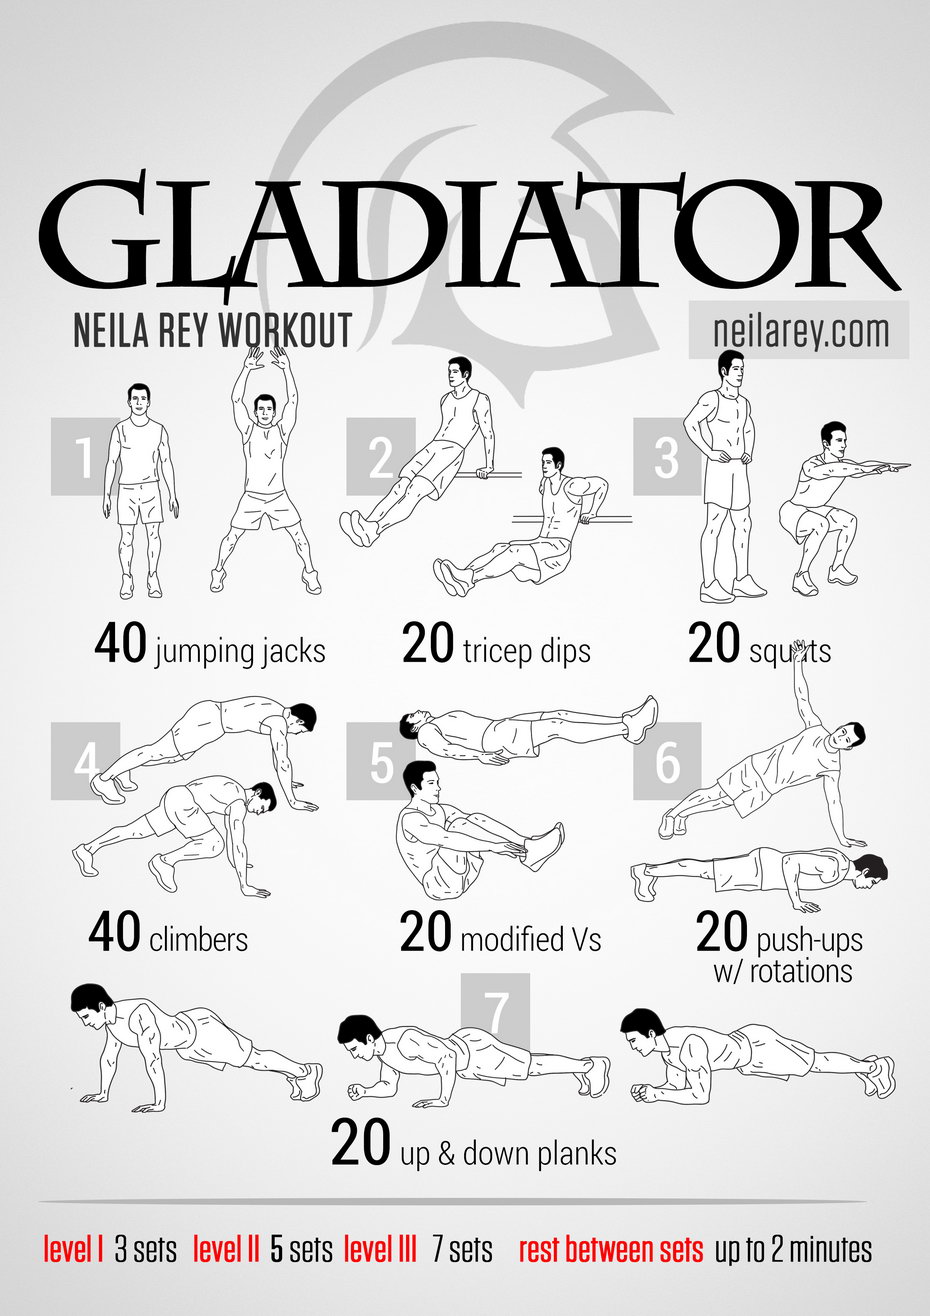 GLADIATOR
NEILA REY WORKOUT
neilarey.com
1
2
3
40 jumping jacks
20 tricep dips
20 squats
4
5
6
40 climbers
20 modified Vs
20 push-ups
w/ rotations
7
20 up & down planks
level I 3 sets level II 5 sets level III 7 sets rest between sets up to 2 minutes